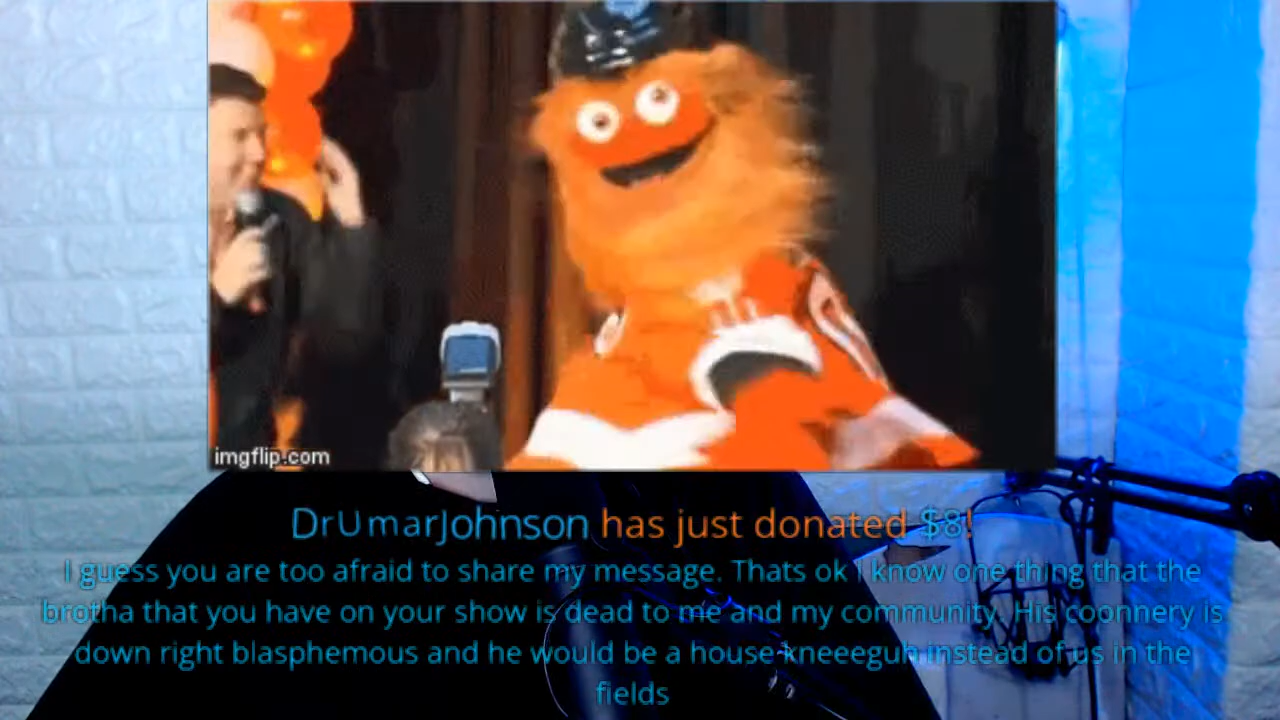 imgflip.com
DrUmarJohnson has just donated $8!
I guess you are too afraid to share my message. Thats ok i know one thing that the
brotha that you have on your show is dead to me and my community. His coonnery is
down right blasphemous and he would be a house kneeeguh instead of us in the
fields